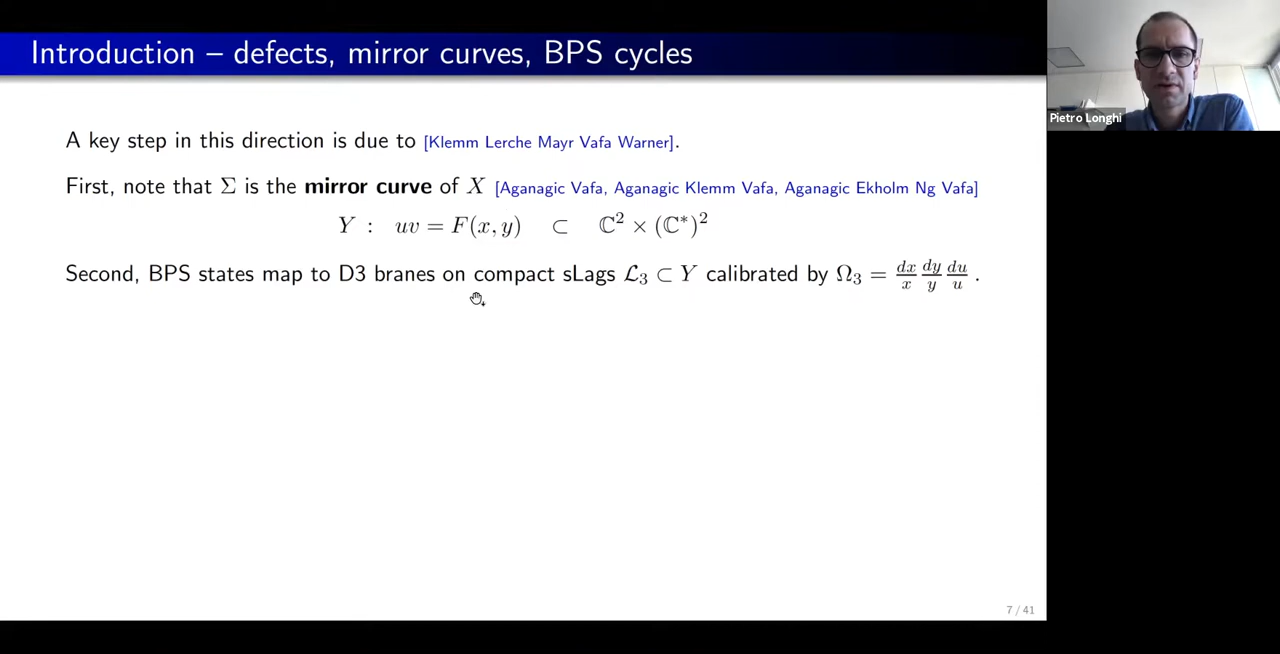 Introduction – defects, mirror curves, BPS cycles
Pietro Longhi
A key step in this direction is due to [Klemm Lerche Mayr Vafa Warner].
First, note that Σ is the mirror curve of X [Aganagic Vafa, Aganagic Klemm Vafa, Aganagic Ekholm Ng Vafa]
Y : uv = F(x, y) ⊂ ℂ² × (ℂ*)²
Second, BPS states map to D3 branes on compact sLags ℒ₃ ⊂ Y calibrated by Ω₃ = dx/x dy/y du/u .
7 / 41